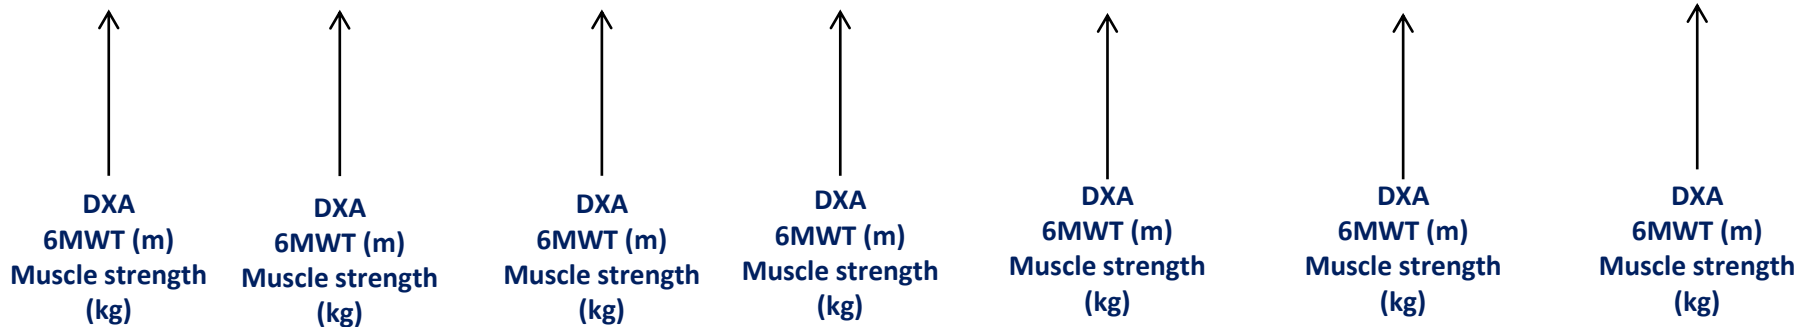 DXA
6MWT (m)
Muscle strength
(kg)
DXA
6MWT (m)
Muscle strength
(kg)
DXA
6MWT (m)
Muscle strength
(kg)
DXA
6MWT (m)
Muscle strength
(kg)
DXA
6MWT (m)
Muscle strength
(kg)
DXA
6MWT (m)
Muscle strength
(kg)
DXA
6MWT (m)
Muscle strength
(kg)